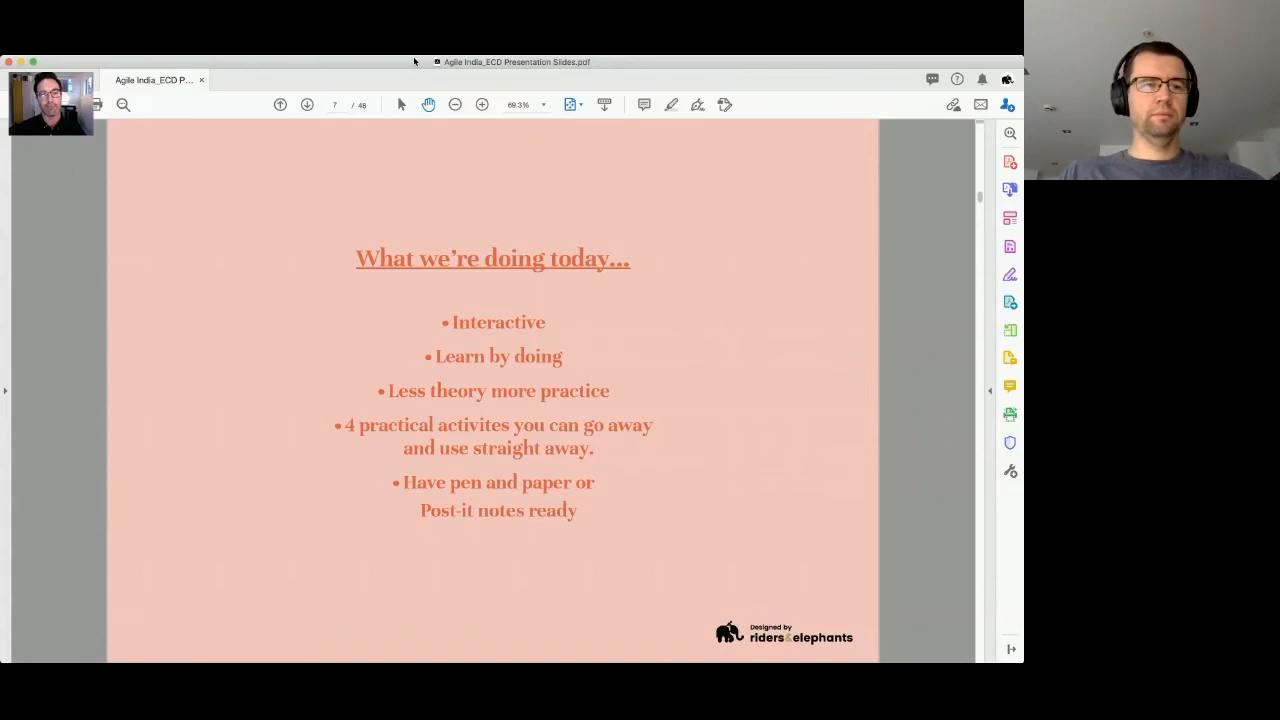 Agile India_ECD Presentation Slides.pdf
Agile India_ECD P... ×
7 / 48
69.3%
What we're doing today...
• Interactive
• Learn by doing
• Less theory more practice
• 4 practical activites you can go away
and use straight away.
• Have pen and paper or
Post-it notes ready
Designed by
riders&elephants